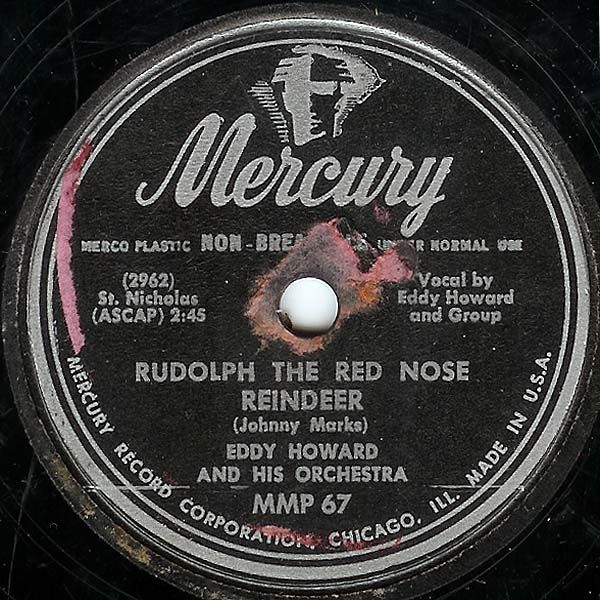 Mercury
MERCO PLASTIC NON-BREA UNDER NORMAL USE
(2962)
St. Nicholas
(ASCAP) 2:45
Vocal by
Eddy Howard
and Group
RUDOLPH THE RED NOSE
REINDEER
(Johnny Marks)
EDDY HOWARD
AND HIS ORCHESTRA
MMP 67
MERCURY RECORD CORPORATION, CHICAGO, ILL. MADE IN U.S.A.